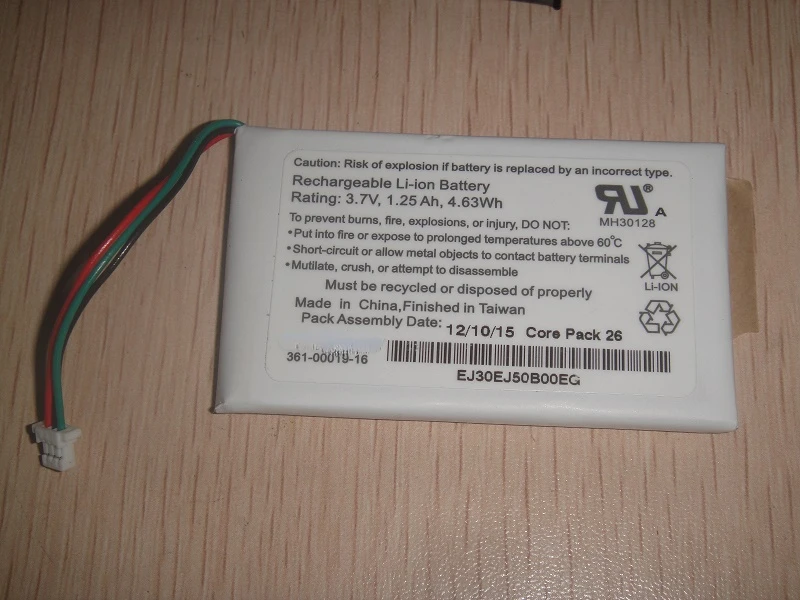 Caution: Risk of explosion if battery is replaced by an incorrect type.
Rechargeable Li-ion Battery
Rating: 3.7V, 1.25 Ah, 4.63Wh
To prevent burns, fire, explosions, or injury, DO NOT:
•Put into fire or expose to prolonged temperatures above 60°C
•Short-circuit or allow metal objects to contact battery terminals
•Mutilate, crush, or attempt to disassemble
Must be recycled or disposed of properly
Made in China,Finished in Taiwan
Pack Assembly Date: 12/10/15 Core Pack 26
361-00019-16
EJ30EJ50B00EG
RU® A
MH30128
Li-ION